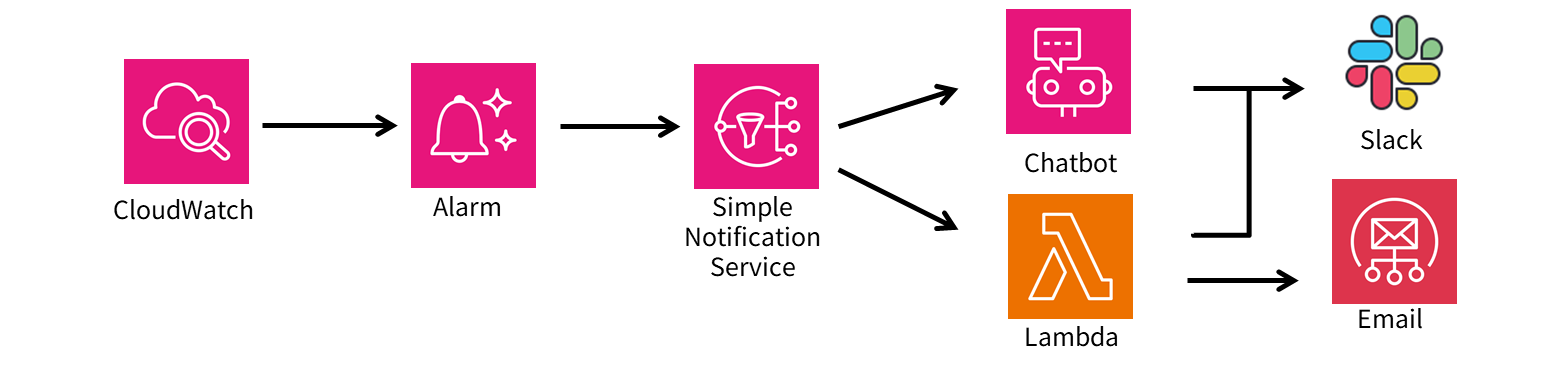 CloudWatch
Alarm
Simple
Notification
Service
Chatbot
Lambda
Slack
Email